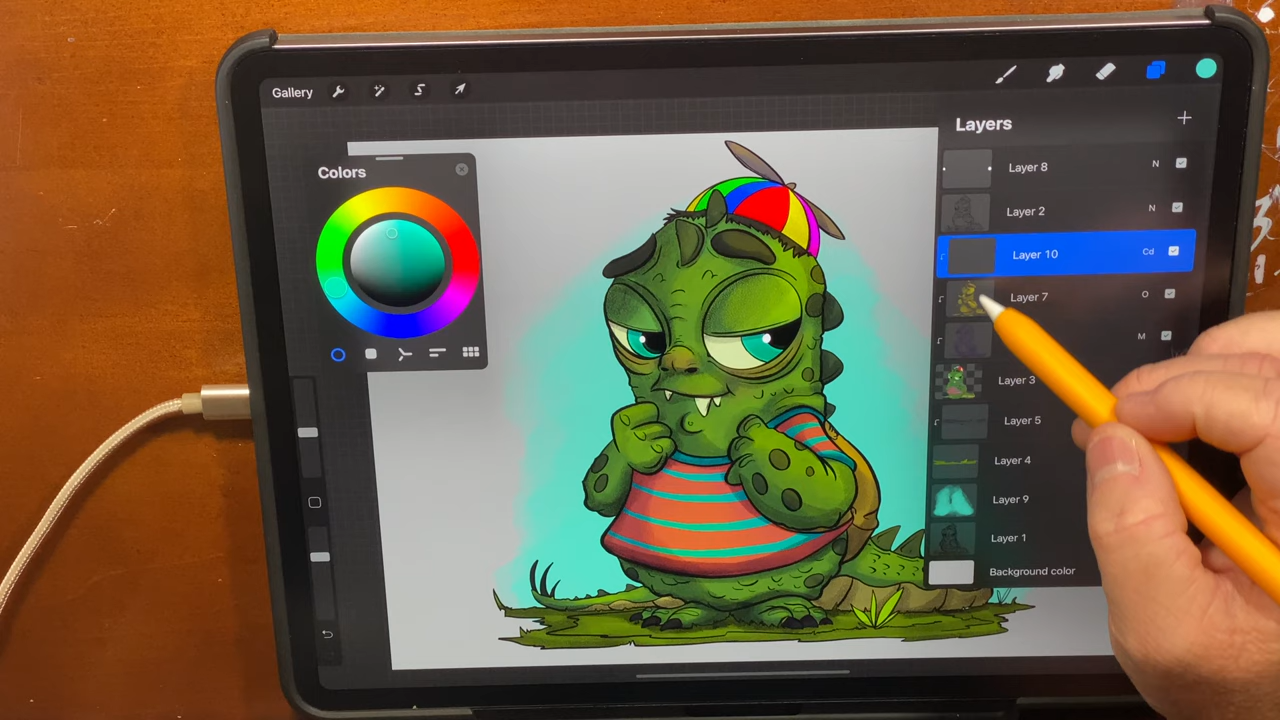 Gallery
Layers
Colors
Layer 8 N
Layer 2 N
Layer 10 Cd
Layer 7 O
M
Layer 3
Layer 5
Layer 4
Layer 9
Layer 1
Background color